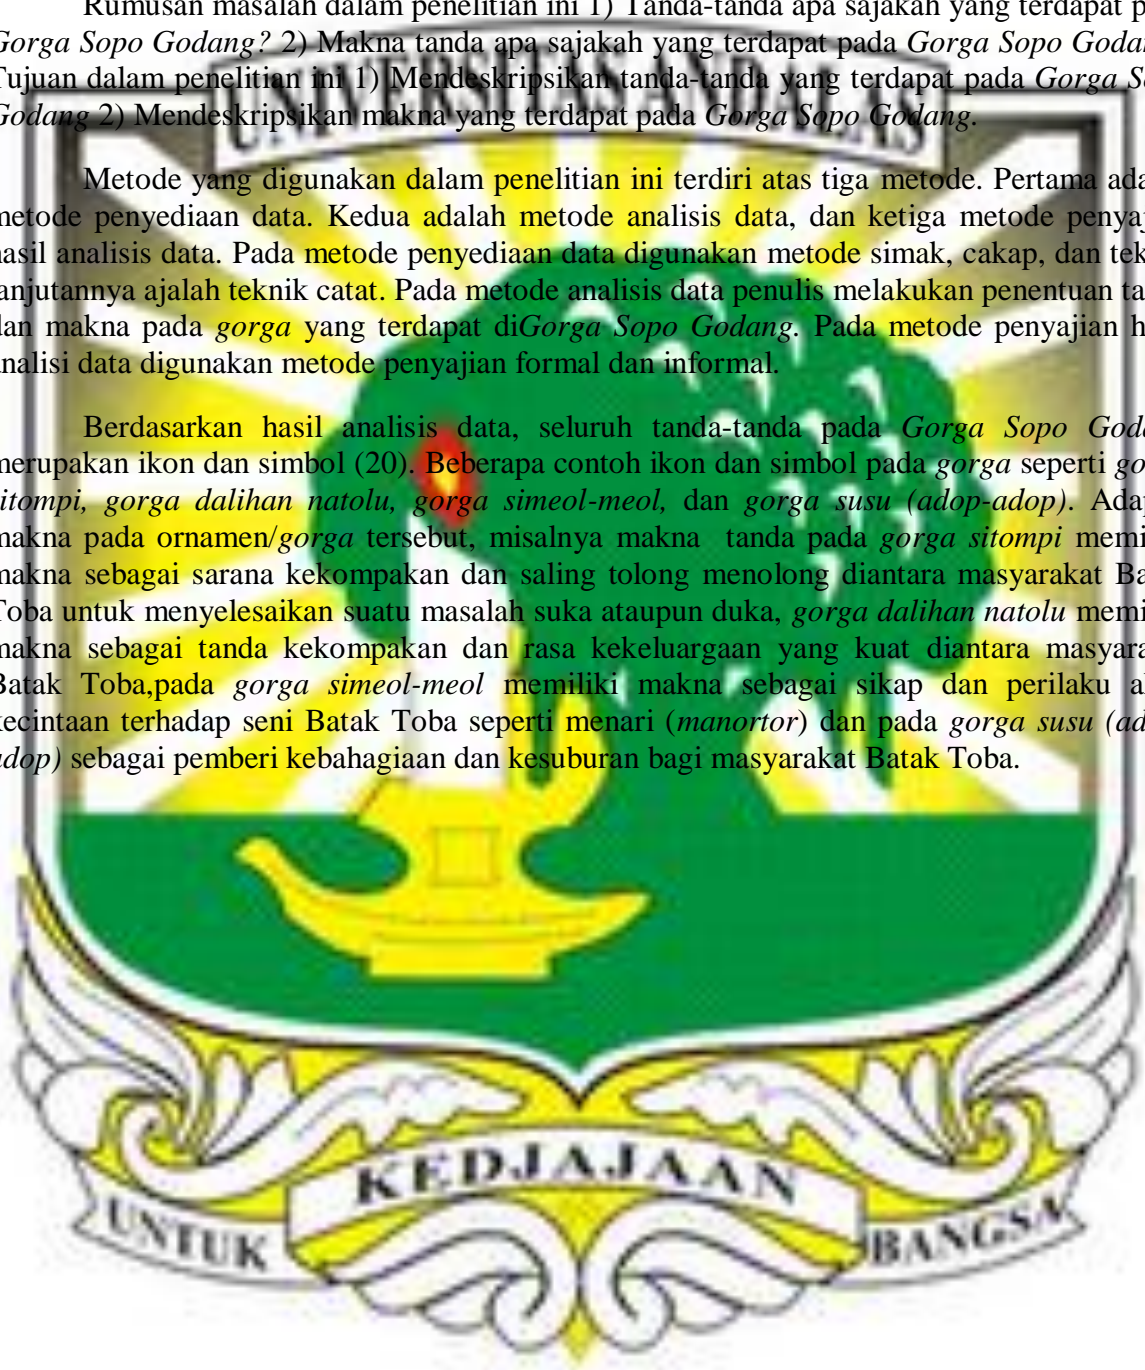 Rumusan masalah dalam penelitian ini 1) Tanda-tanda apa sajakah yang terdapat p
Gorga Sopo Godang? 2) Makna tanda apa sajakah yang terdapat pada Gorga Sopo Godan
Tujuan dalam penelitian ini 1) Mendeskripsikan tanda-tanda yang terdapat pada Gorga S
Godang 2) Mendeskripsikan makna yang terdapat pada Gorga Sopo Godang.
UNIVERSITAS ANDALAS
Metode yang digunakan dalam penelitian ini terdiri atas tiga metode. Pertama ada
metode penyediaan data. Kedua adalah metode analisis data, dan ketiga metode penyaj
hasil analisis data. Pada metode penyediaan data digunakan metode simak, cakap, dan tek
lanjutannya ajalah teknik catat. Pada metode analisis data penulis melakukan penentuan ta
dan makna pada gorga yang terdapat diGorga Sopo Godang. Pada metode penyajian h
analisi data digunakan metode penyajian formal dan informal.
Berdasarkan hasil analisis data, seluruh tanda-tanda pada Gorga Sopo Goda
merupakan ikon dan simbol (20). Beberapa contoh ikon dan simbol pada gorga seperti go
sitompi, gorga dalihan natolu, gorga simeol-meol, dan gorga susu (adop-adop). Adap
makna pada ornamen/gorga tersebut, misalnya makna tanda pada gorga sitompi memi
makna sebagai sarana kekompakan dan saling tolong menolong diantara masyarakat Ba
Toba untuk menyelesaikan suatu masalah suka ataupun duka, gorga dalihan natolu memi
makna sebagai tanda kekompakan dan rasa kekeluargaan yang kuat diantara masyara
Batak Toba,pada gorga simeol-meol memiliki makna sebagai sikap dan perilaku a
kecintaan terhadap seni Batak Toba seperti menari (manortor) dan pada gorga susu (ad
adop) sebagai pemberi kebahagiaan dan kesuburan bagi masyarakat Batak Toba.
UNTUK KEDJAJAAN BANGSA